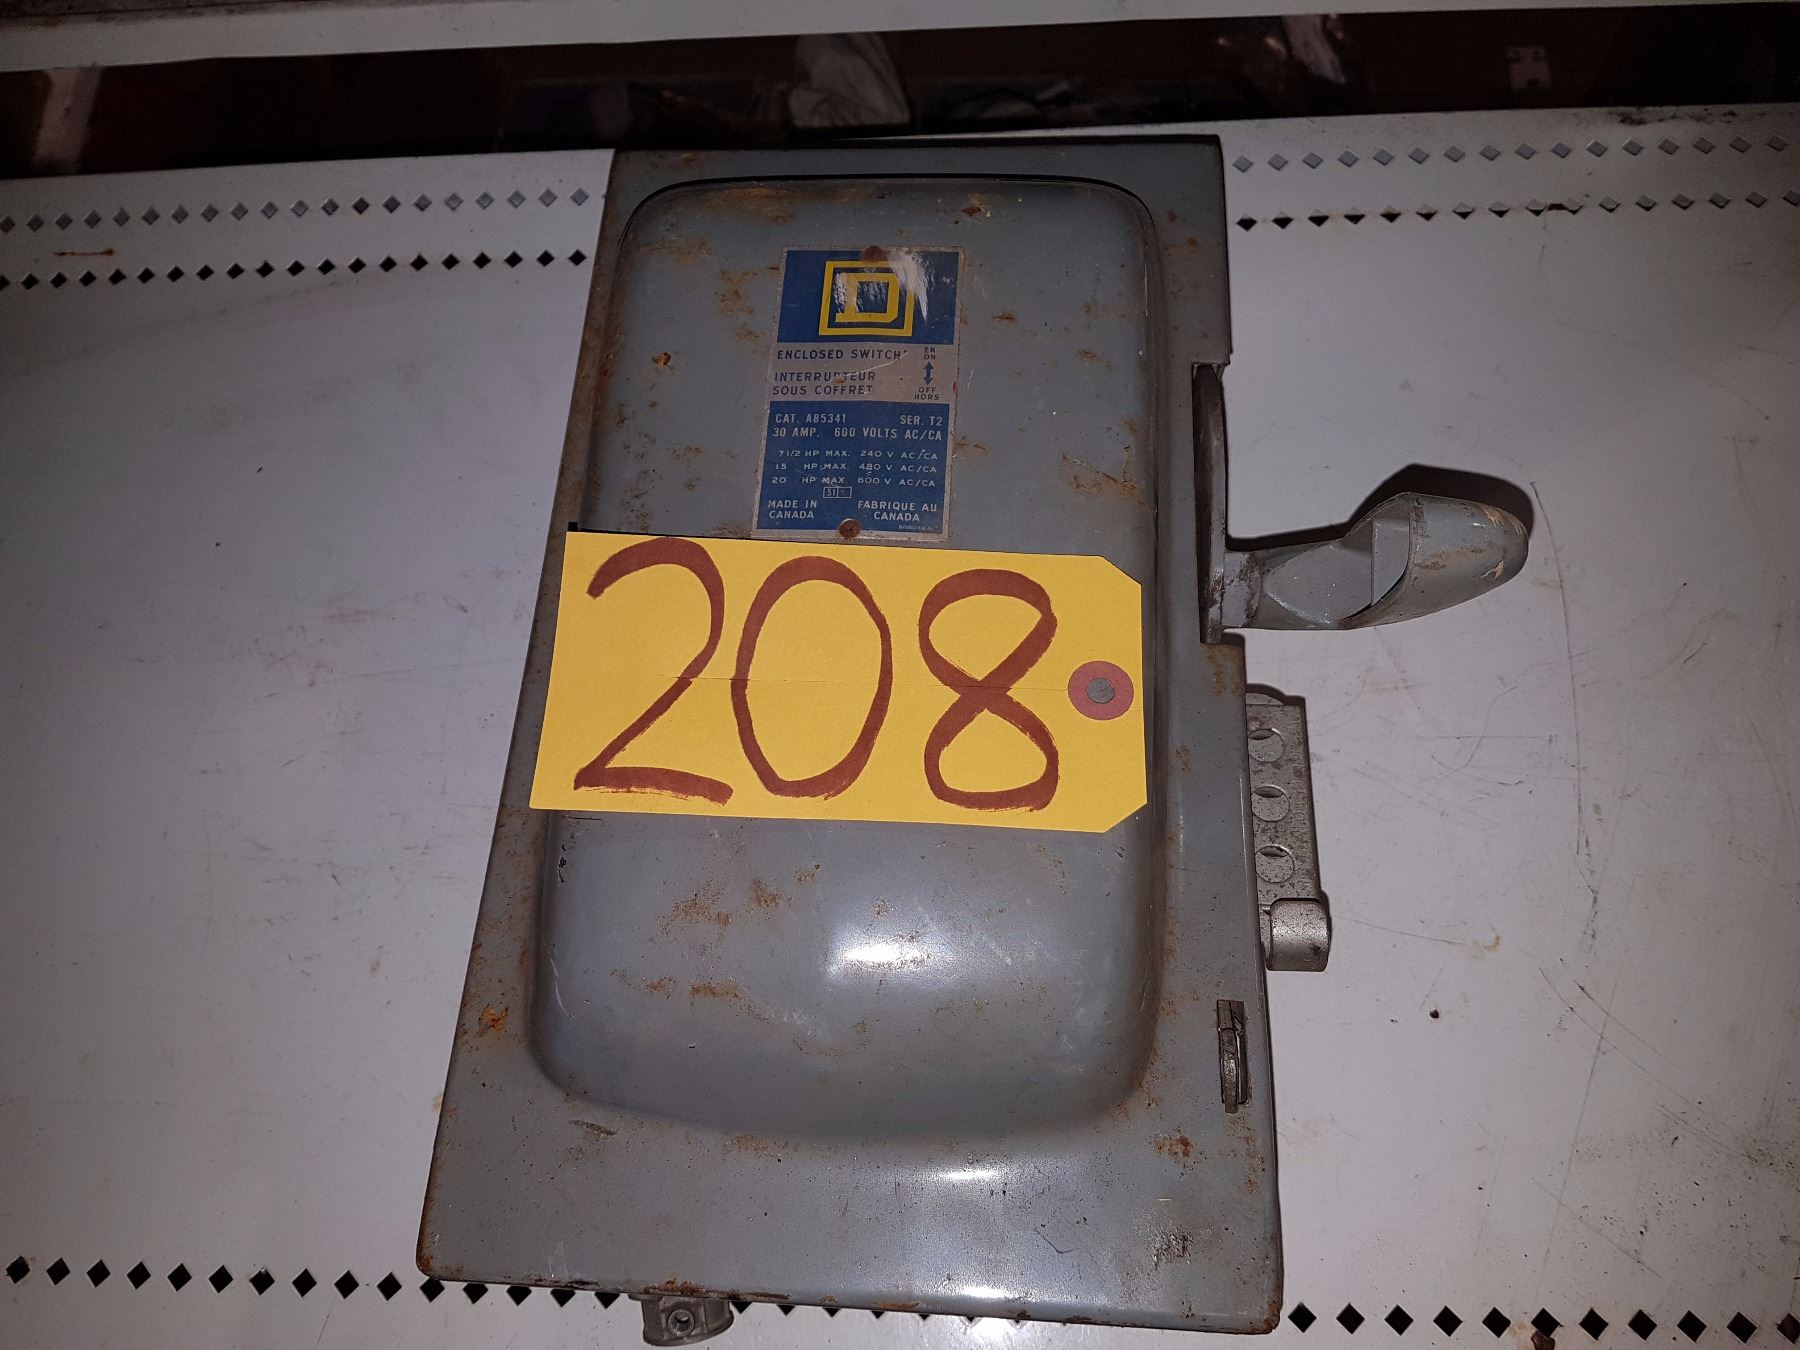 D
ENCLOSED SWITCH
EN
ON
INTERRUPTEUR
SOUS COFFRET
OFF
HORS
CAT. A85341 SER. T2
30 AMP. 600 VOLTS AC/CA
7 1/2 HP MAX. 240 V AC/CA
15 HP MAX. 480 V AC/CA
20 HP MAX. 600 V AC/CA
MADE IN FABRIQUE AU
CANADA CANADA
208